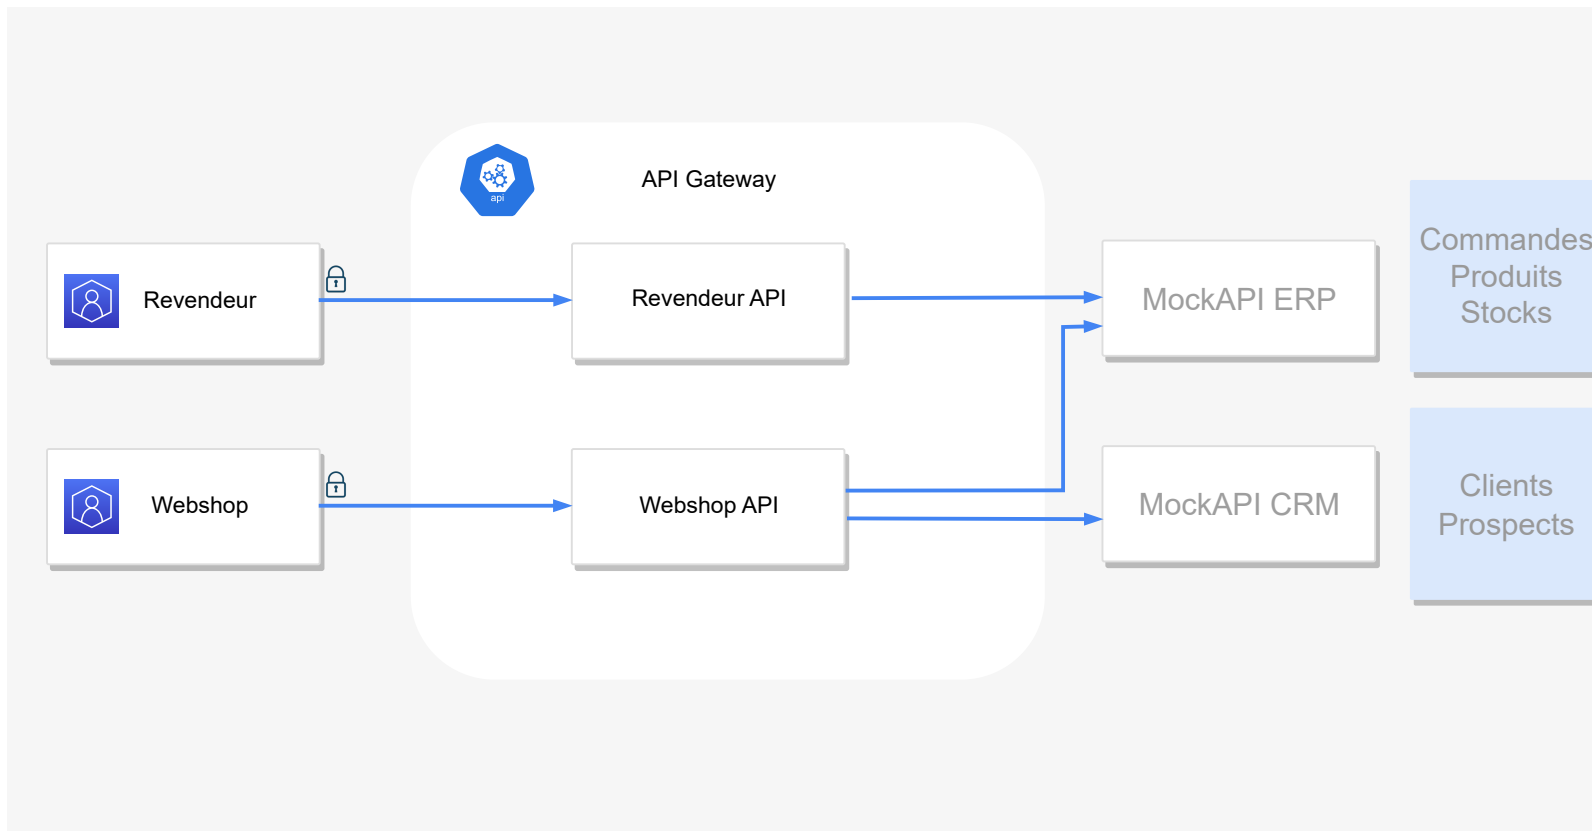 API Gateway
api
Revendeur
Revendeur API
MockAPI ERP
Commandes
Produits
Stocks
Webshop
Webshop API
MockAPI CRM
Clients
Prospects